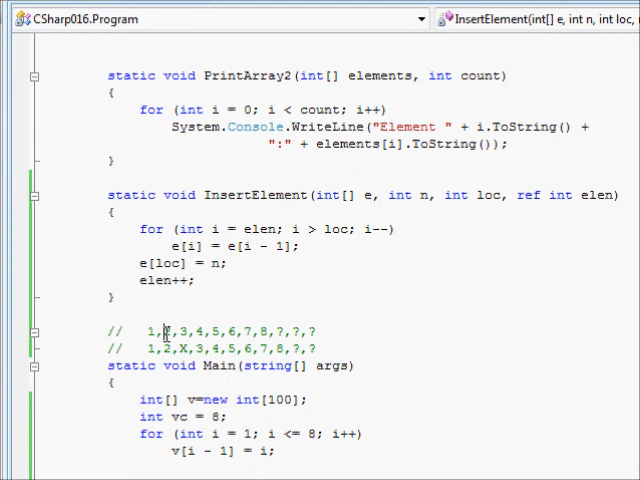 CSharp016.Program
InsertElement(int[] e, int n, int loc, re
static void PrintArray2(int[] elements, int count)
{
for (int i = 0; i < count; i++)
System.Console.WriteLine("Element " + i.ToString() +
":" + elements[i].ToString());
}
static void InsertElement(int[] e, int n, int loc, ref int elen)
{
for (int i = elen; i > loc; i--)
e[i] = e[i - 1];
e[loc] = n;
elen++;
}
// 1,2,3,4,5,6,7,8,?,?,?
// 1,2,X,3,4,5,6,7,8,?,?
static void Main(string[] args)
{
int[] v=new int[100];
int vc = 8;
for (int i = 1; i <= 8; i++)
v[i - 1] = i;